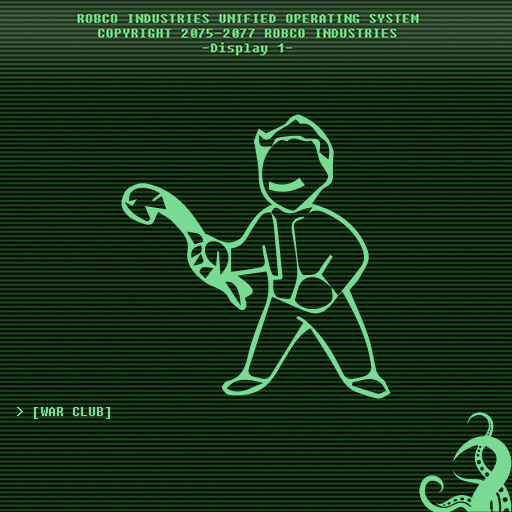 ROBCO INDUSTRIES UNIFIED OPERATING SYSTEM
COPYRIGHT 2075-2077 ROBCO INDUSTRIES
-Display 1-
> [WAR CLUB]